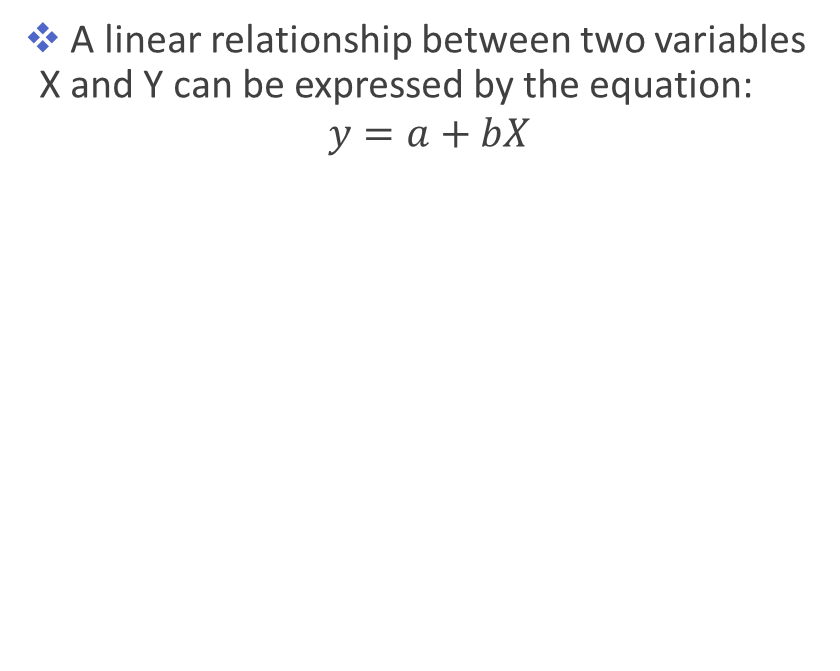 ❖ A linear relationship between two variables
X and Y can be expressed by the equation:
y = a + bX